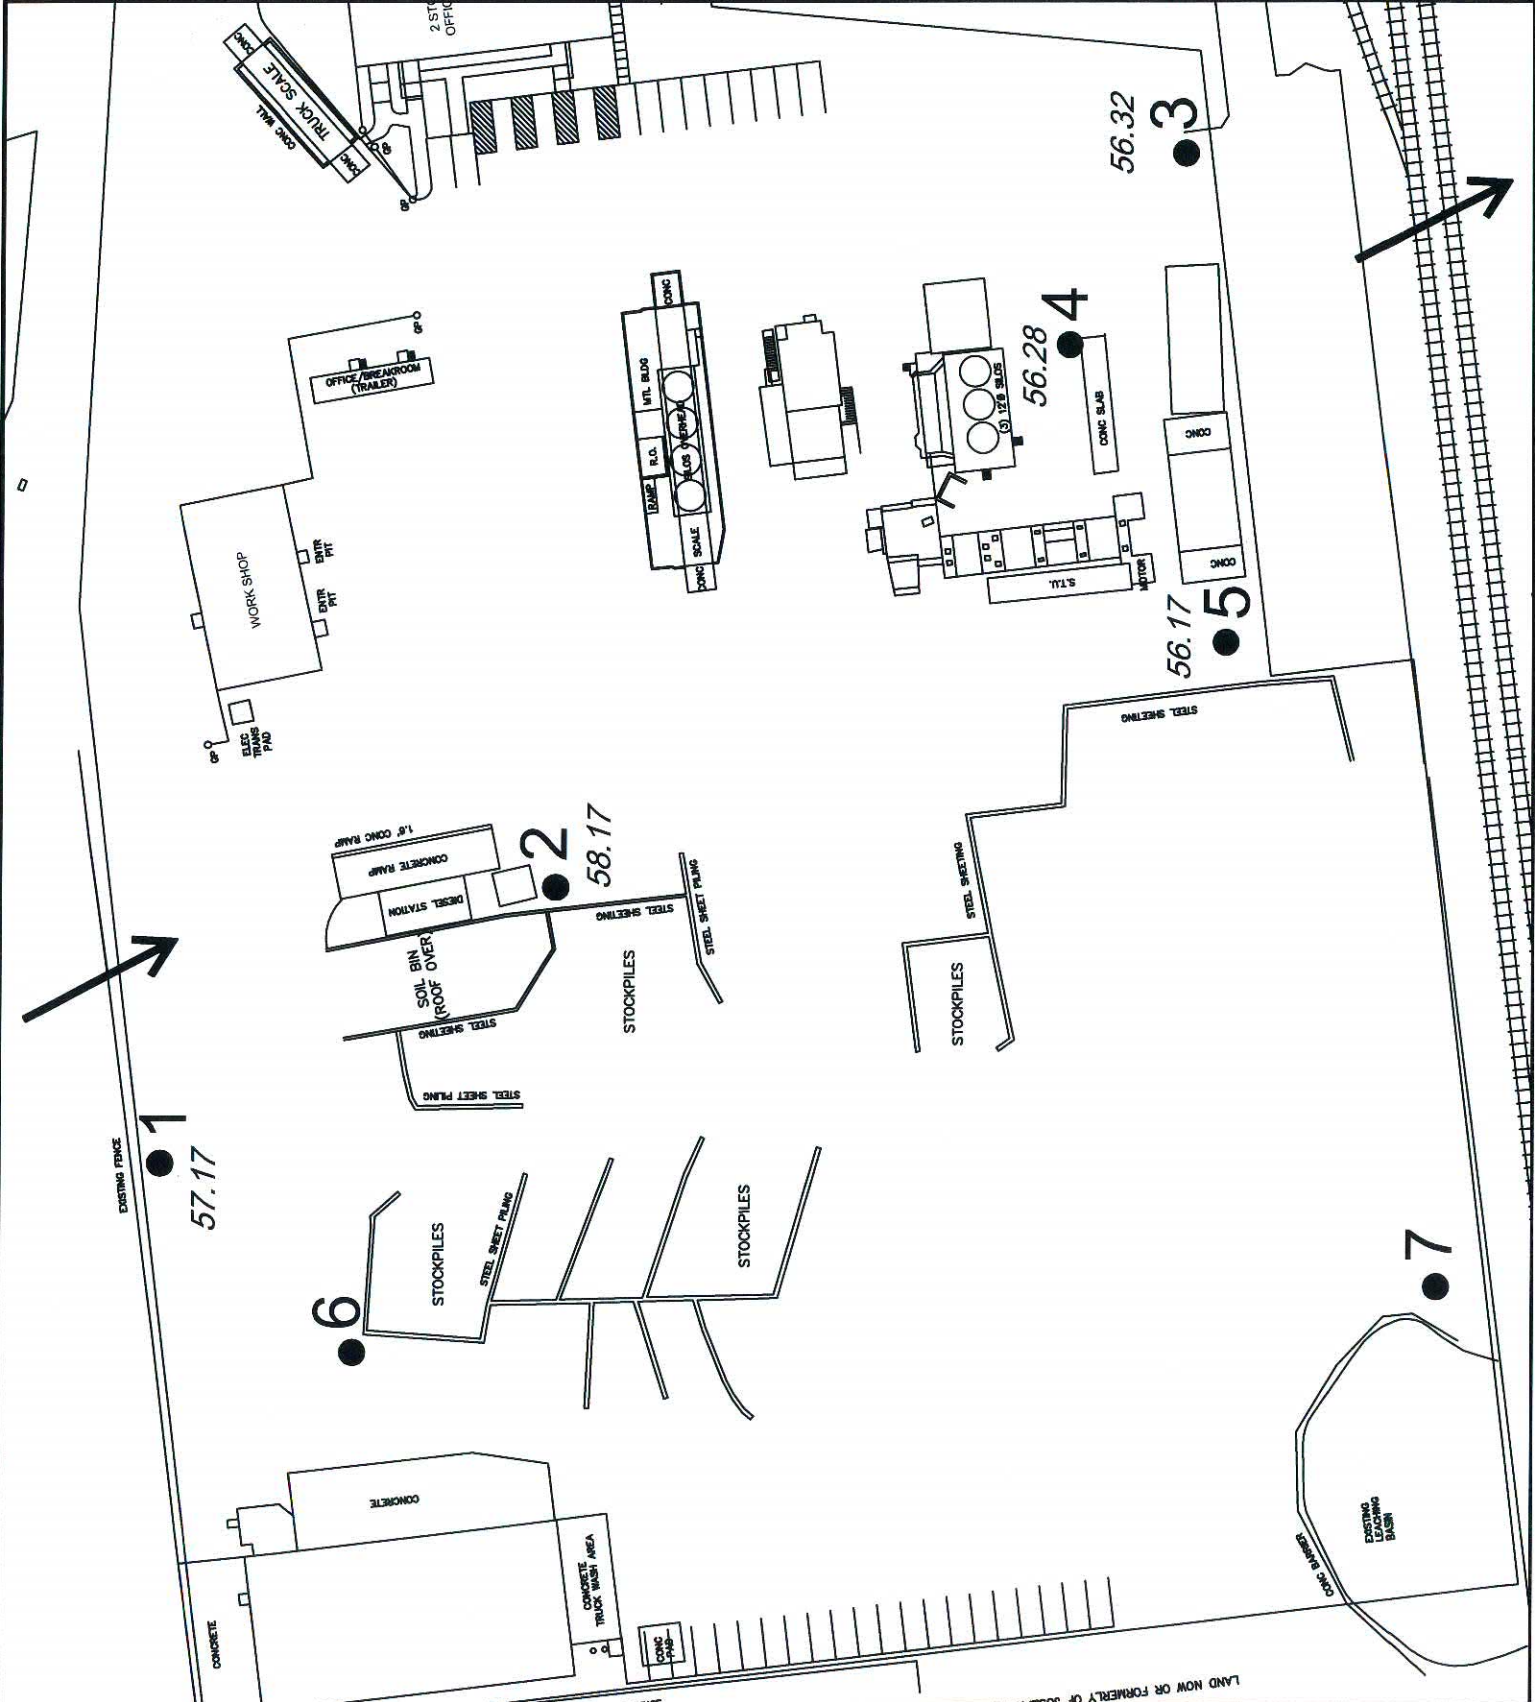 2 STO
OFFIC
CONC
TRUCK SCALE
CONC WALL
CONC
GP
GP
56.32
3
OFFICE/BREAKROOM
(TRAILER)
GP
CONC
MTL BLDG
R.O.
RAMP
SILOS OVERHEAD
SCALE
CONC
(3) 12'Ø SILOS
56.28
4
CONC SLAB
CONC
CONC
S.T.U.
MOTOR
56.17
5
WORK SHOP
ENTR
PIT
ENTR
PIT
GP
ELEC
TRANS
PAD
STEEL SHEETING
1.6' CONC RAMP
CONCRETE RAMP
DIESEL STATION
2
58.17
STEEL SHEETING
STEEL SHEET PILING
STEEL SHEETING
SOIL BIN
(ROOF OVER)
STEEL SHEETING
STOCKPILES
STOCKPILES
STEEL SHEET PILING
EXISTING FENCE
1
57.17
STOCKPILES
STEEL SHEET PILING
STOCKPILES
6
7
CONCRETE
CONCRETE
CONCRETE
TRUCK WASH AREA
CONC
PAD
CONC BARRIER
EXISTING
LEACHING
BASIN
LAND NOW OR FORMERLY OF